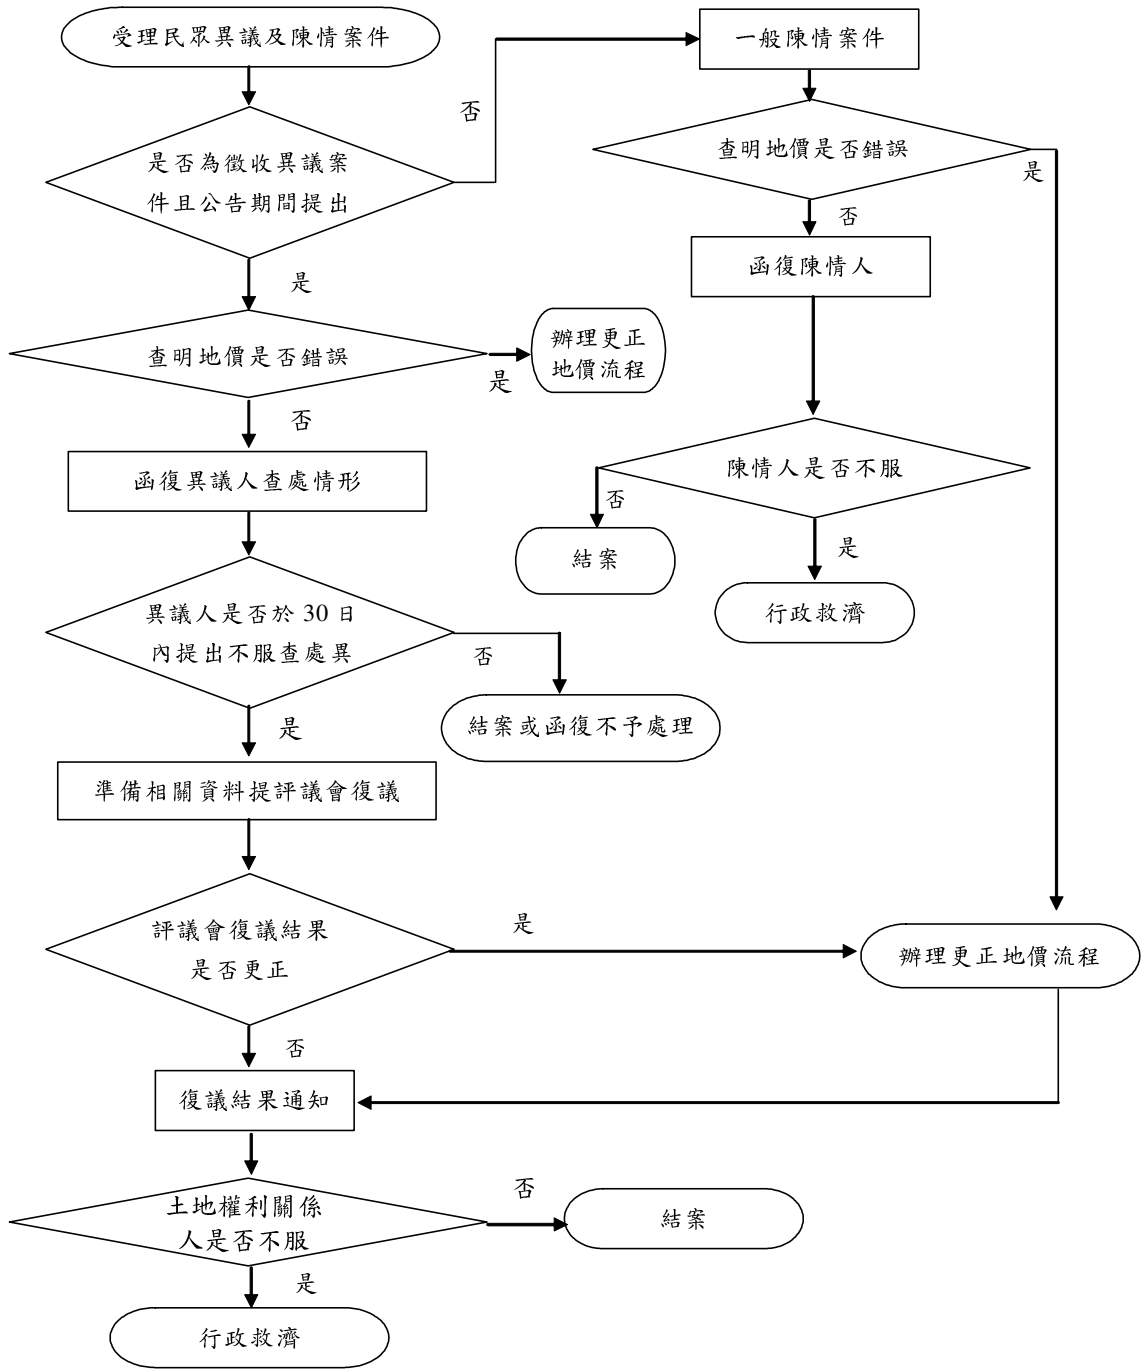 受理民眾異議及陳情案件
否
一般陳情案件
是否為徵收異議案
件且公告期間提出
查明地價是否錯誤
是
否
函復陳情人
是
查明地價是否錯誤
是
辦理更正
地價流程
否
函復異議人查處情形
陳情人是否不服
否
結案
是
行政救濟
異議人是否於 30 日
內提出不服查處異
否
結案或函復不予處理
是
準備相關資料提評議會復議
評議會復議結果
是否更正
是
辦理更正地價流程
否
復議結果通知
土地權利關係
人是否不服
否
結案
是
行政救濟